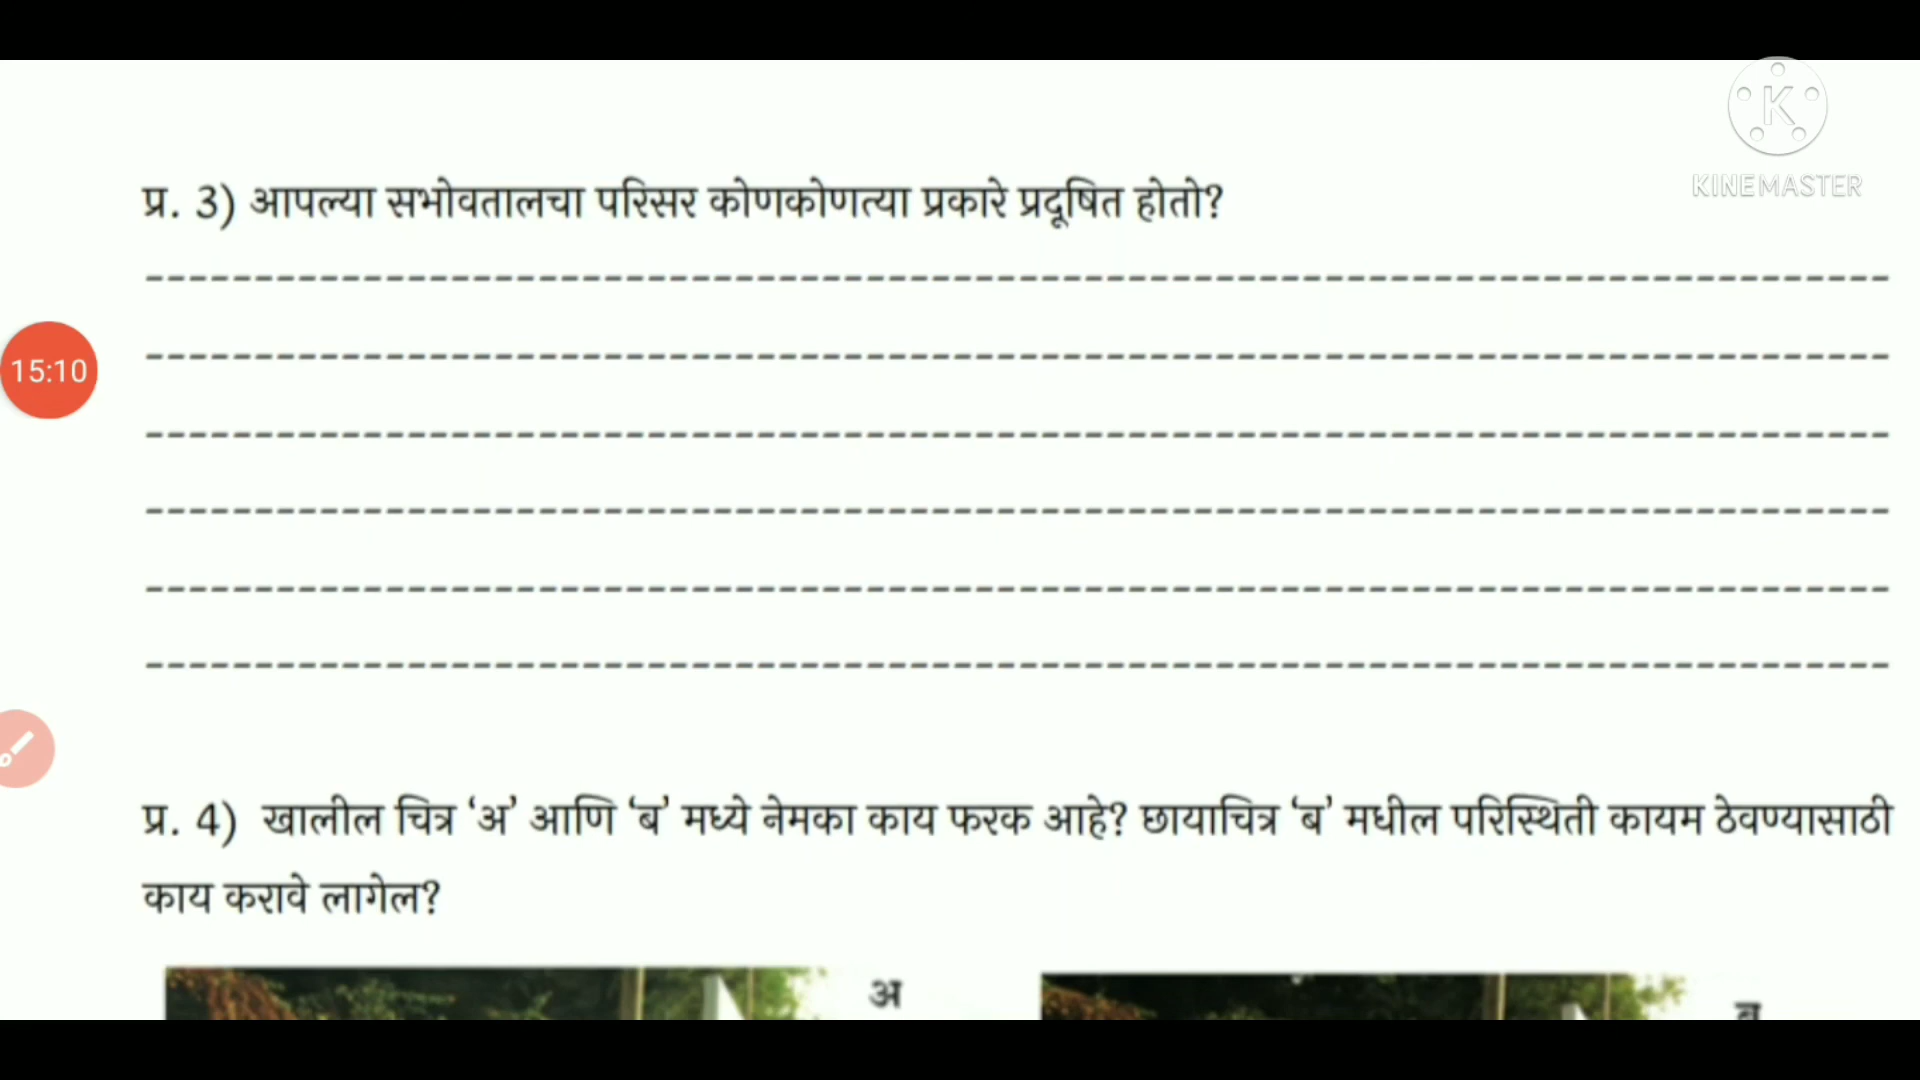 K
KINEMASTER
प्र. 3) आपल्या सभोवतालचा परिसर कोणकोणत्या प्रकारे प्रदूषित होतो?
15:10
प्र. 4) खालील चित्र ‘अ’ आणि ‘ब’ मध्ये नेमका काय फरक आहे? छायाचित्र ‘ब’ मधील परिस्थिती कायम ठेवण्यासाठी
काय करावे लागेल?
अ
ब